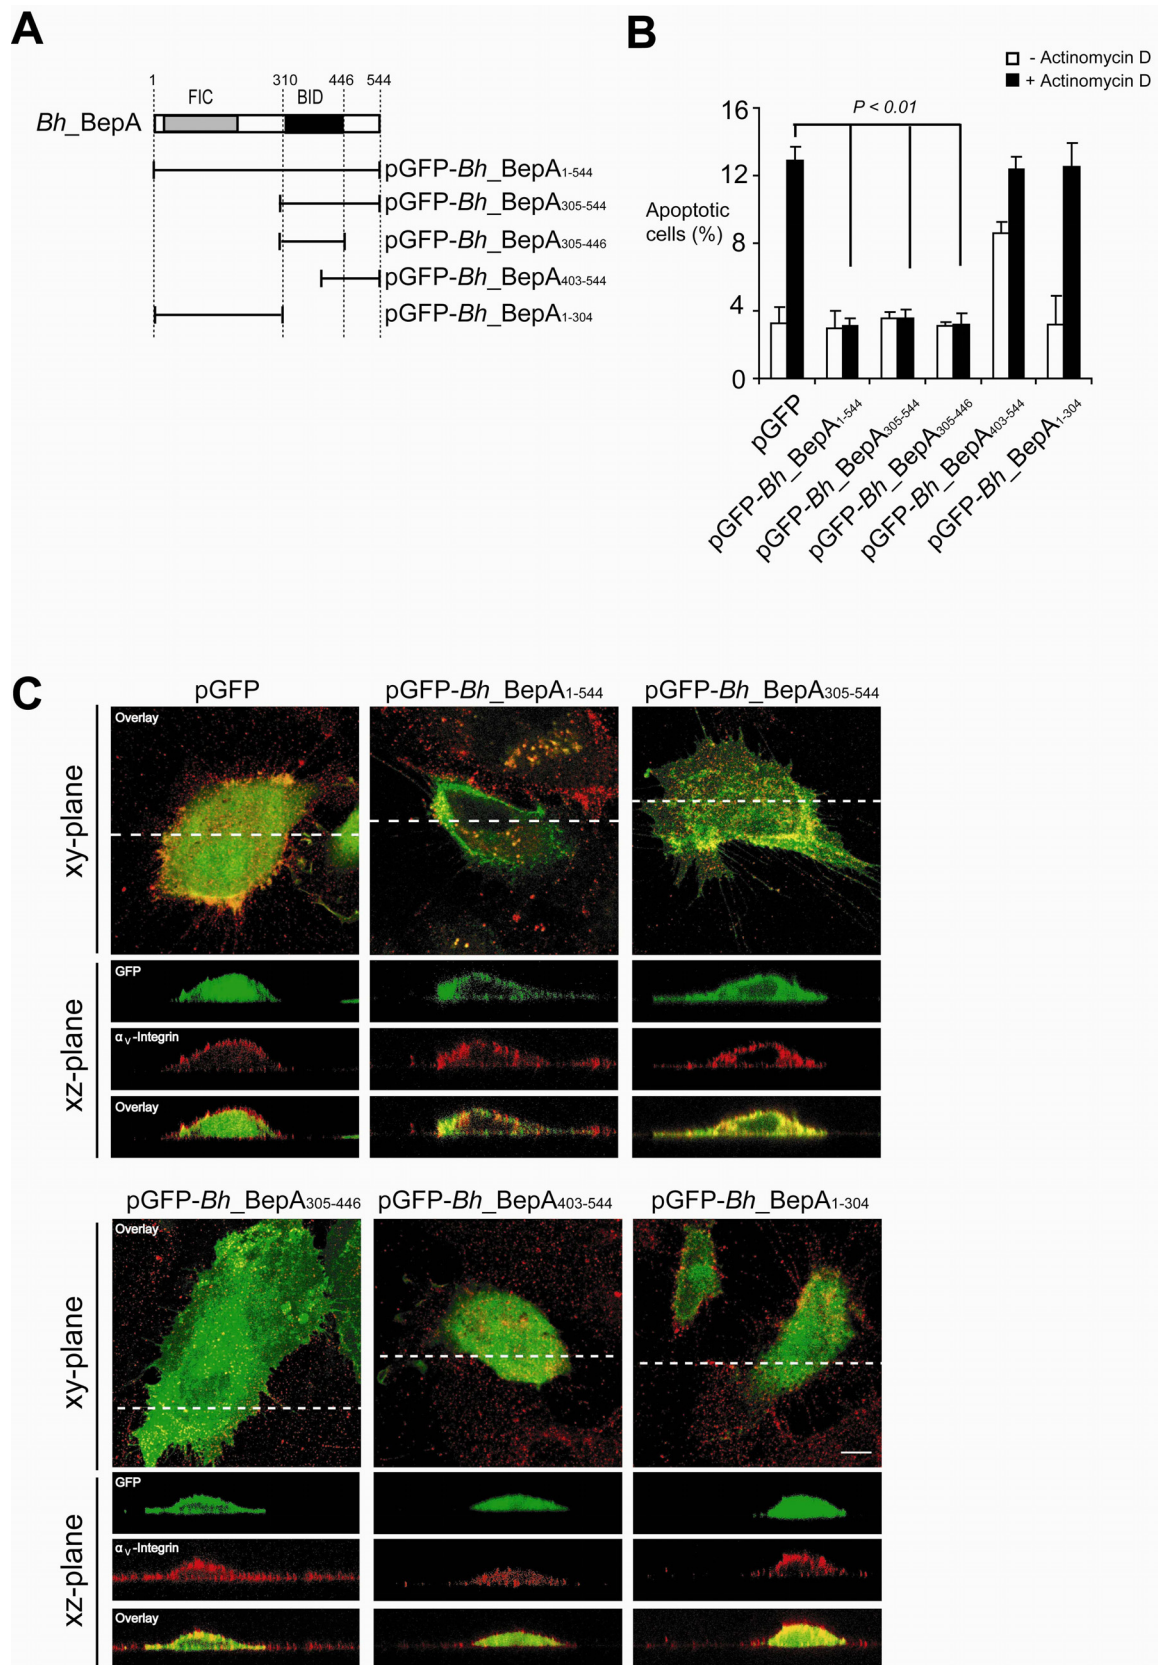 A
1 310 446 544
FIC BID
Bh_BepA
pGFP-Bh_BepA1-544
pGFP-Bh_BepA305-544
pGFP-Bh_BepA305-446
pGFP-Bh_BepA403-544
pGFP-Bh_BepA1-304
B
- Actinomycin D
+ Actinomycin D
P < 0.01
16
12
8
4
0
Apoptotic
cells (%)
pGFP
pGFP-Bh_BepA1-544
pGFP-Bh_BepA305-544
pGFP-Bh_BepA305-446
pGFP-Bh_BepA403-544
pGFP-Bh_BepA1-304
C
pGFP pGFP-Bh_BepA1-544 pGFP-Bh_BepA305-544
xy-plane
Overlay
xz-plane
GFP
αV-Integrin
Overlay
pGFP-Bh_BepA305-446 pGFP-Bh_BepA403-544 pGFP-Bh_BepA1-304
xy-plane
Overlay
xz-plane
GFP
αV-Integrin
Overlay